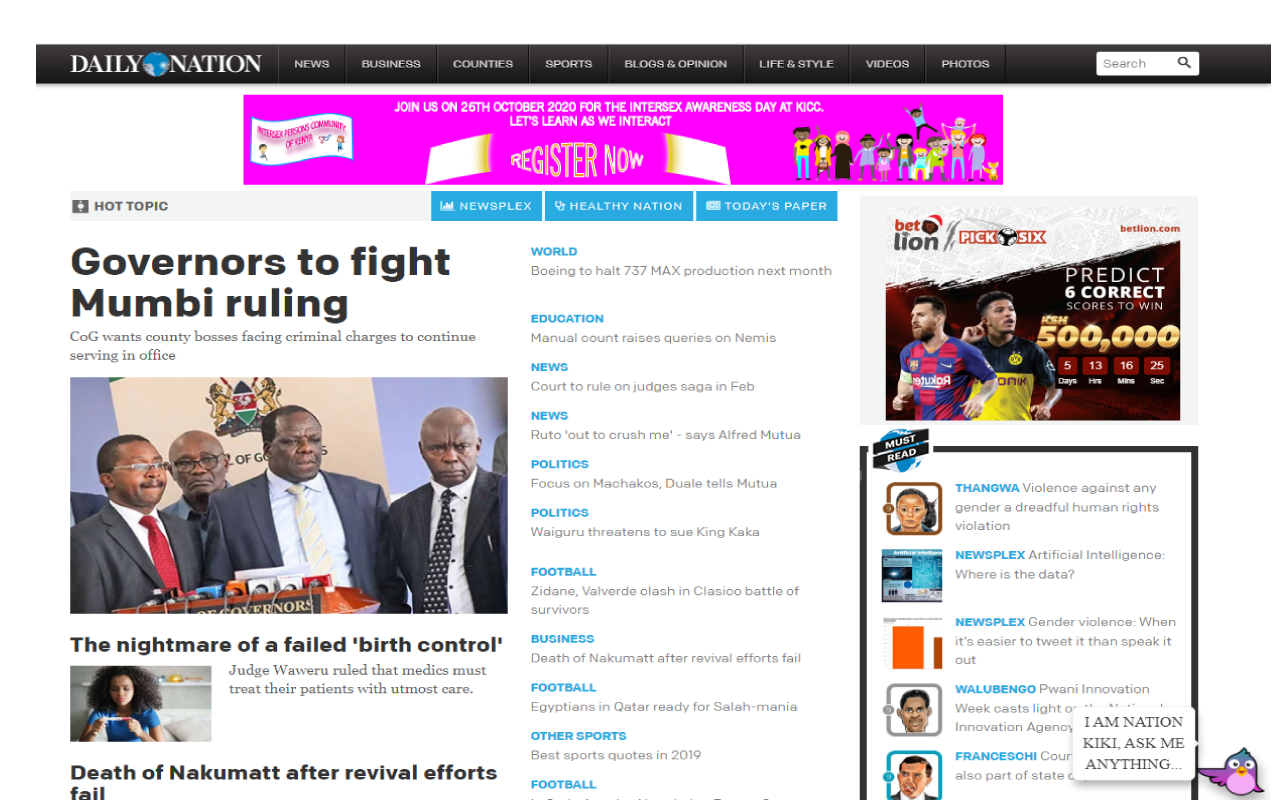 DAILY NATION
NEWS
BUSINESS
COUNTIES
SPORTS
BLOGS & OPINION
LIFE & STYLE
VIDEOS
PHOTOS
Search
INTERSEX PERSONS COMMUNITY
OF KENYA
JOIN US ON 26TH OCTOBER 2020 FOR THE INTERSEX AWARENESS DAY AT KICC.
LET'S LEARN AS WE INTERACT
REGISTER NOW
HOT TOPIC
NEWSPLEX
HEALTHY NATION
TODAY'S PAPER
Governors to fight
Mumbi ruling
CoG wants county bosses facing criminal charges to continue
serving in office
OF GO
S
OF GOVERNORS
The nightmare of a failed 'birth control'
Judge Waweru ruled that medics must
treat their patients with utmost care.
Death of Nakumatt after revival efforts
fail
WORLD
Boeing to halt 737 MAX production next month
EDUCATION
Manual count raises queries on Nemis
NEWS
Court to rule on judges saga in Feb
NEWS
Ruto 'out to crush me' - says Alfred Mutua
POLITICS
Focus on Machakos, Duale tells Mutua
POLITICS
Waiguru threatens to sue King Kaka
FOOTBALL
Zidane, Valverde clash in Clasico battle of
survivors
BUSINESS
Death of Nakumatt after revival efforts fail
FOOTBALL
Egyptians in Qatar ready for Salah-mania
OTHER SPORTS
Best sports quotes in 2019
FOOTBALL
bet
lion
PICK SIX
betlion.com
PREDICT
6 CORRECT
SCORES TO WIN
KSH
500,000
5 13 16 25
Days Hrs Mins Sec
MUST
READ
THANGWA Violence against any
gender a dreadful human rights
violation
Artificial Intelligence
NEWSPLEX Artificial Intelligence:
Where is the data?
NEWSPLEX Gender violence: When
it's easier to tweet it than speak it
out
WALUBENGO Pwani Innovation
Week casts light on
Innovation Agency
FRANCESCHI Cour
also part of state
I AM NATION
KIKI, ASK ME
ANYTHING...